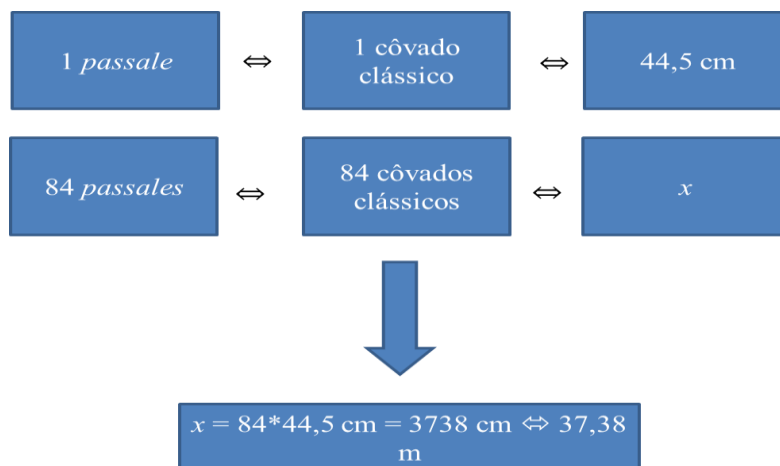 1 passale ⇔ 1 côvado clássico ⇔ 44,5 cm
84 passales ⇔ 84 côvados clássicos ⇔ x
x = 84*44,5 cm = 3738 cm ⇔ 37,38
m